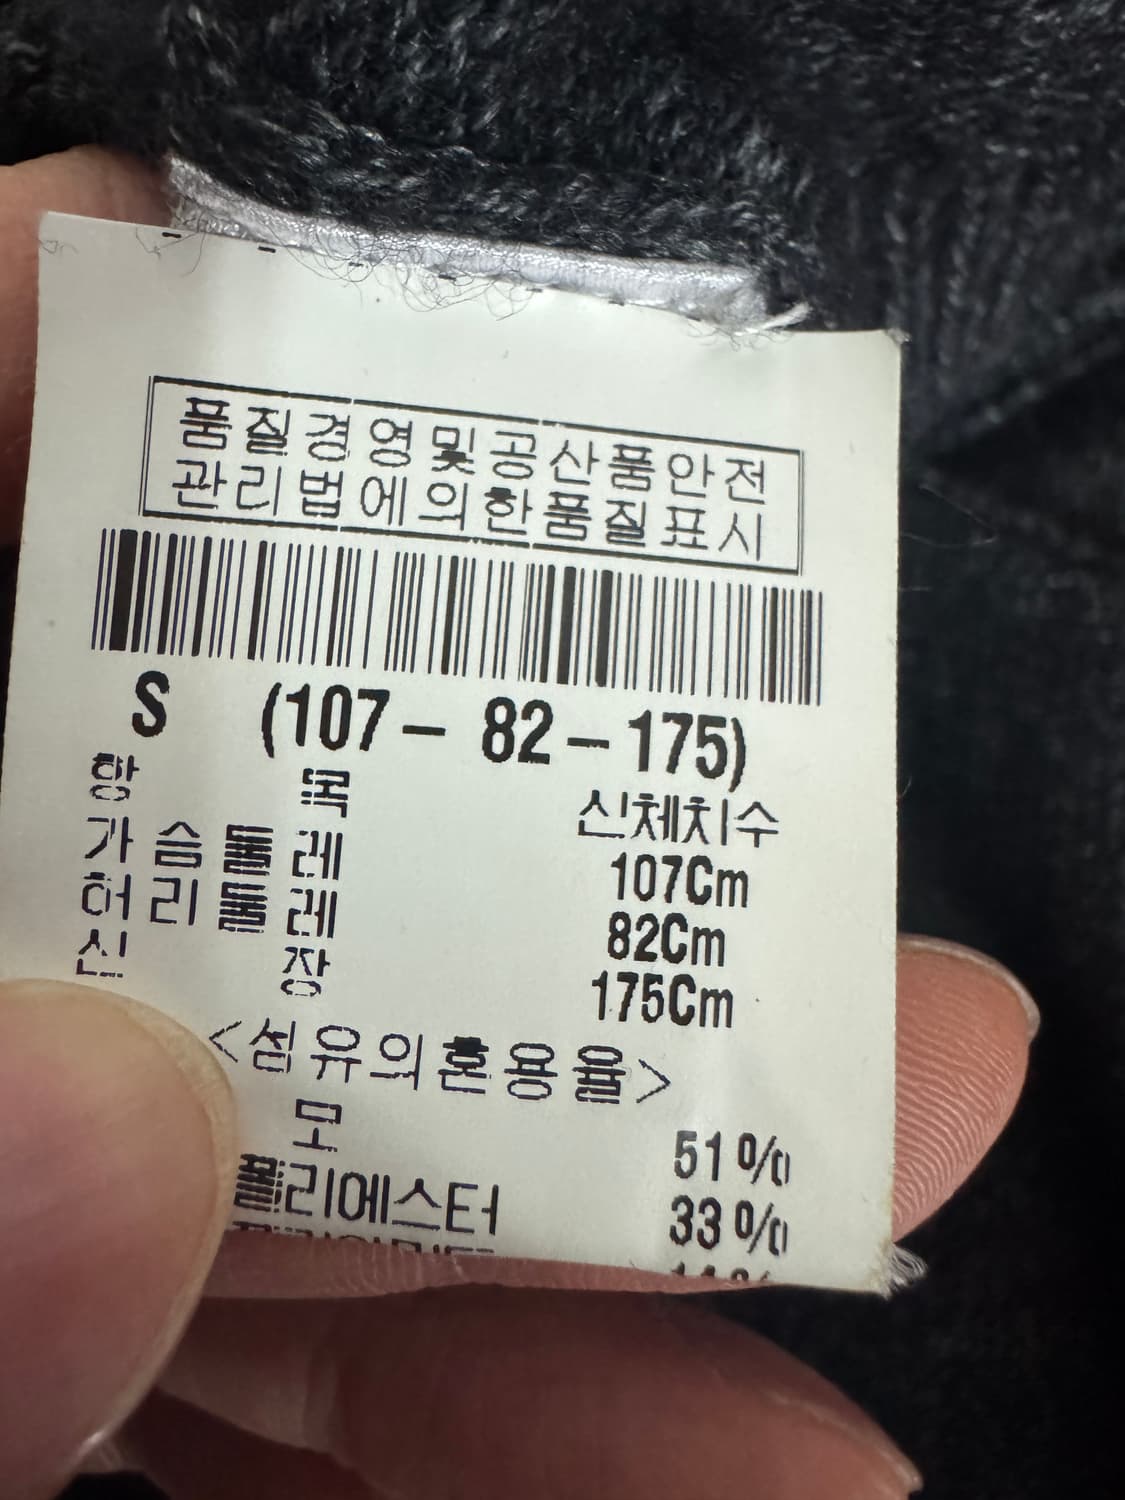 품질경영및공산품안전
관리법에의한품질표시
S (107 - 82 - 175)
항 목 신체치수
가슴둘레 107Cm
허리둘레 82Cm
신 장 175Cm
<섬유의혼용율>
모 51%
폴리에스터 33%